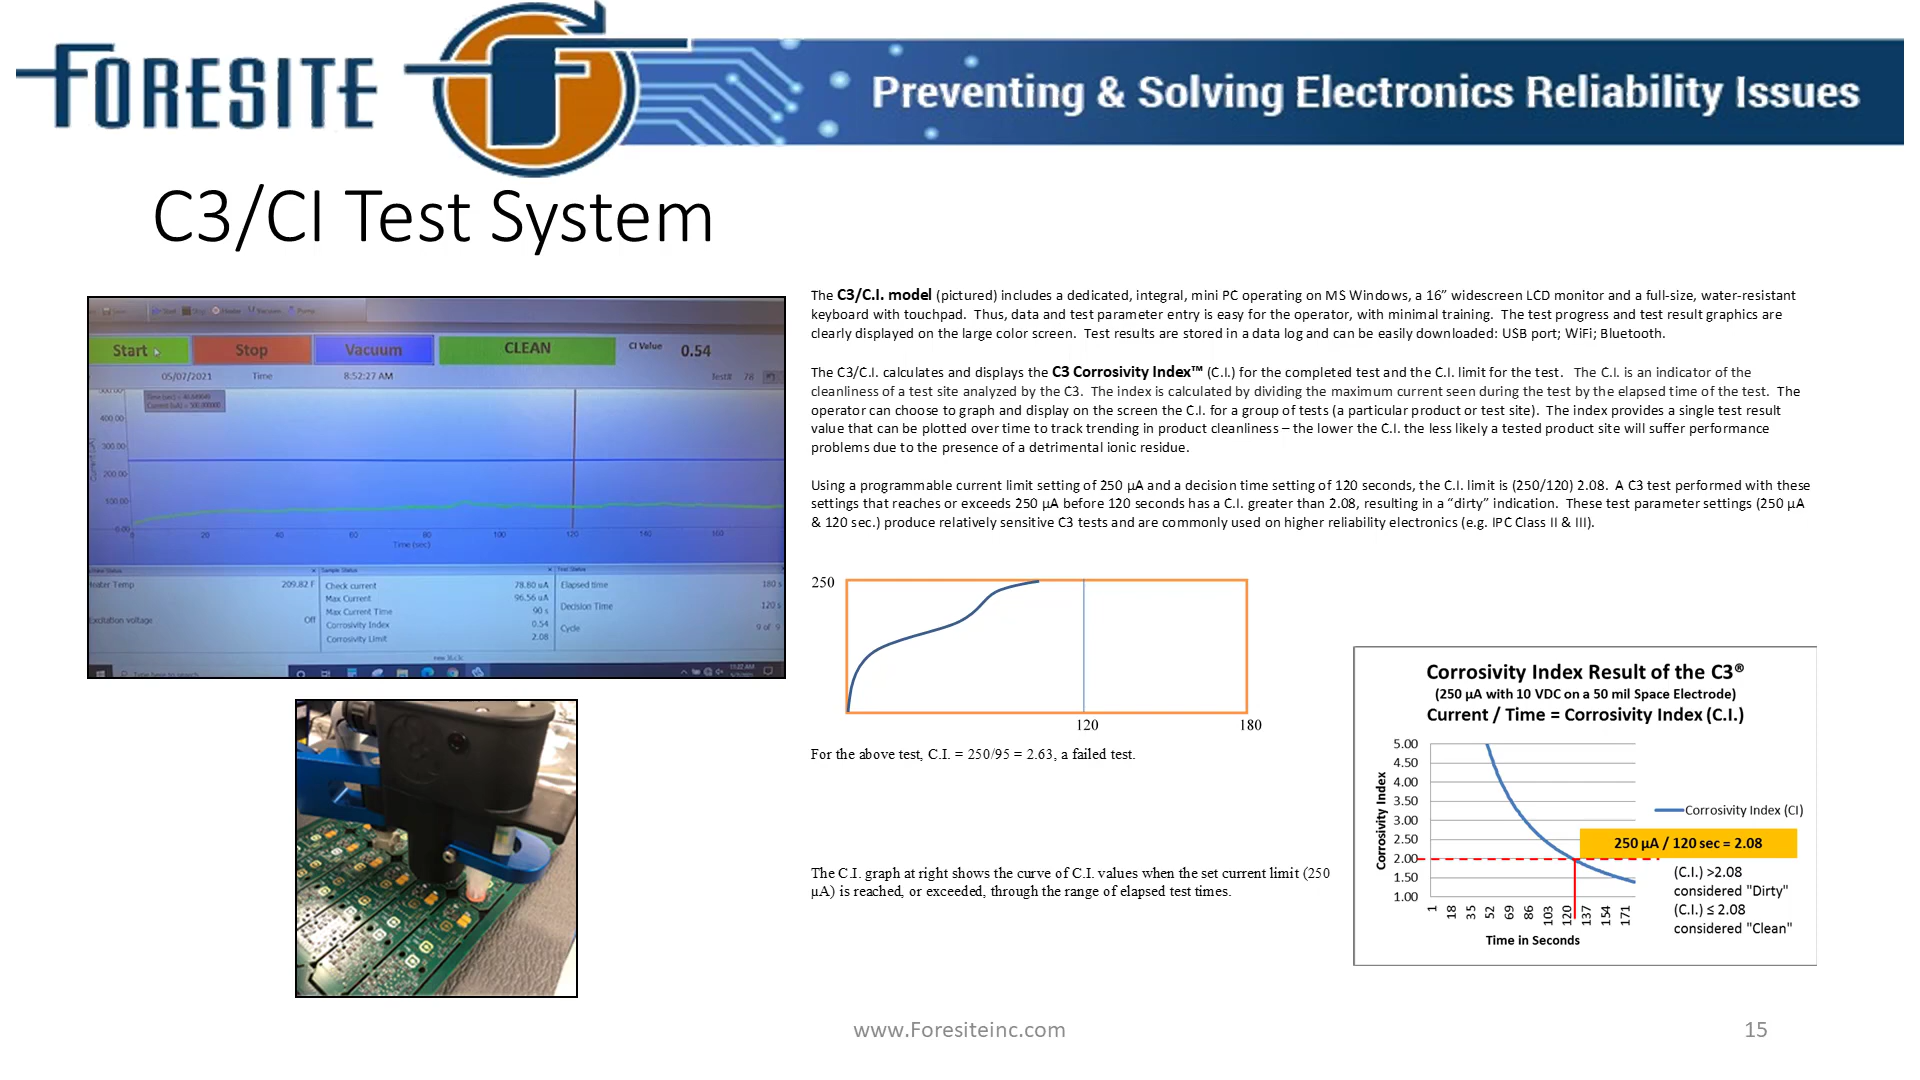 FORESITE
Preventing & Solving Electronics Reliability Issues
C3/CI Test System
Start
Stop
Vacuum
CLEAN
CI Value
0.54
05/07/2021
Time
8:52:27 AM
Test# 78
400.00
300.00
200.00
100.00
0.00
0
20
40
60
80
100
120
140
160
Time (sec)
Heater Temp
209.82 F
Excitation voltage
Off
Check current
78.80 uA
Max Current
96.56 uA
Max Current Time
90 s
Corrosivity Index
0.54
Corrosivity Limit
2.08
Elapsed time
180 s
Decision Time
120 s
Cycle
9 of 9
The C3/C.I. model (pictured) includes a dedicated, integral, mini PC operating on MS Windows, a 16” widescreen LCD monitor and a full-size, water-resistant
keyboard with touchpad. Thus, data and test parameter entry is easy for the operator, with minimal training. The test progress and test result graphics are
clearly displayed on the large color screen. Test results are stored in a data log and can be easily downloaded: USB port; WiFi; Bluetooth.
The C3/C.I. calculates and displays the C3 Corrosivity Index™ (C.I.) for the completed test and the C.I. limit for the test. The C.I. is an indicator of the
cleanliness of a test site analyzed by the C3. The index is calculated by dividing the maximum current seen during the test by the elapsed time of the test. The
operator can choose to graph and display on the screen the C.I. for a group of tests (a particular product or test site). The index provides a single test result
value that can be plotted over time to track trending in product cleanliness – the lower the C.I. the less likely a tested product site will suffer performance
problems due to the presence of a detrimental ionic residue.
Using a programmable current limit setting of 250 µA and a decision time setting of 120 seconds, the C.I. limit is (250/120) 2.08. A C3 test performed with these
settings that reaches or exceeds 250 µA before 120 seconds has a C.I. greater than 2.08, resulting in a “dirty” indication. These test parameter settings (250 µA
& 120 sec.) produce relatively sensitive C3 tests and are commonly used on higher reliability electronics (e.g. IPC Class II & III).
250
120
180
For the above test, C.I. = 250/95 = 2.63, a failed test.
The C.I. graph at right shows the curve of C.I. values when the set current limit (250
µA) is reached, or exceeded, through the range of elapsed test times.
Corrosivity Index Result of the C3®
(250 µA with 10 VDC on a 50 mil Space Electrode)
Current / Time = Corrosivity Index (C.I.)
Corrosivity Index
5.00
4.50
4.00
3.50
3.00
2.50
2.00
1.50
1.00
1
18
35
52
69
86
103
120
137
154
171
Time in Seconds
Corrosivity Index (CI)
250 µA / 120 sec = 2.08
(C.I.) >2.08
considered "Dirty"
(C.I.) ≤ 2.08
considered "Clean"
www.Foresiteinc.com
15